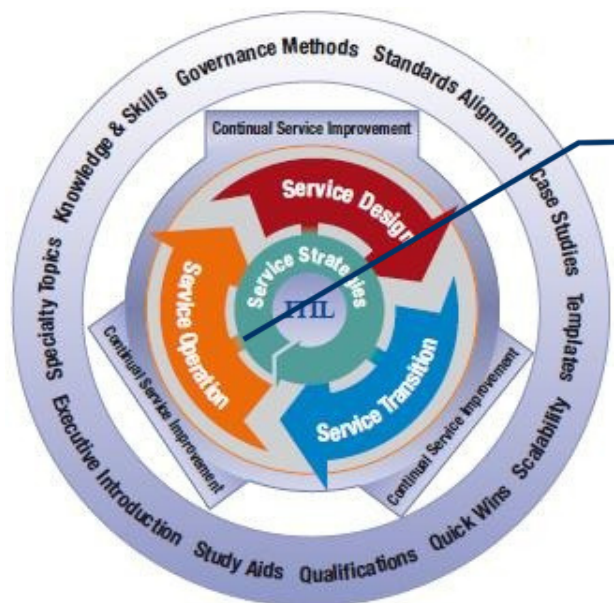 Governance Methods
Standards Alignment
Case Studies
Templates
Scalability
Quick Wins
Qualifications
Study Aids
Executive Introduction
Specialty Topics
Knowledge & Skills
Continual Service Improvement
Continual Service Improvement
Continual Service Improvement
Service Design
Service Transition
Service Operation
Service Strategies
ITIL